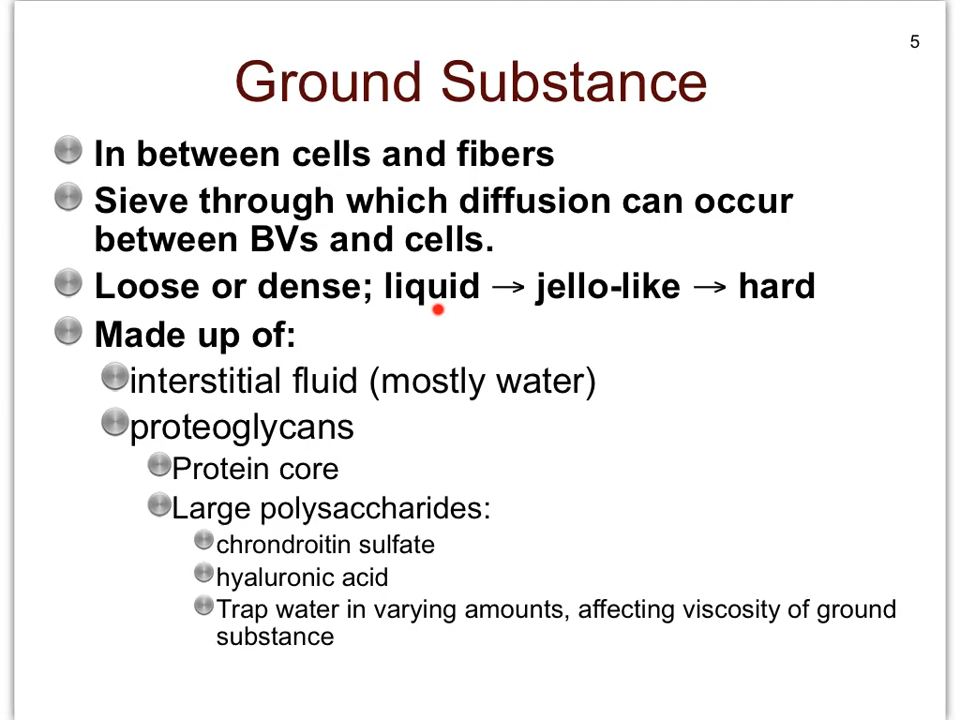 5
Ground Substance
In between cells and fibers
Sieve through which diffusion can occur
between BVs and cells.
Loose or dense; liquid → jello-like → hard
Made up of:
interstitial fluid (mostly water)
proteoglycans
Protein core
Large polysaccharides:
chrondroitin sulfate
hyaluronic acid
Trap water in varying amounts, affecting viscosity of ground
substance